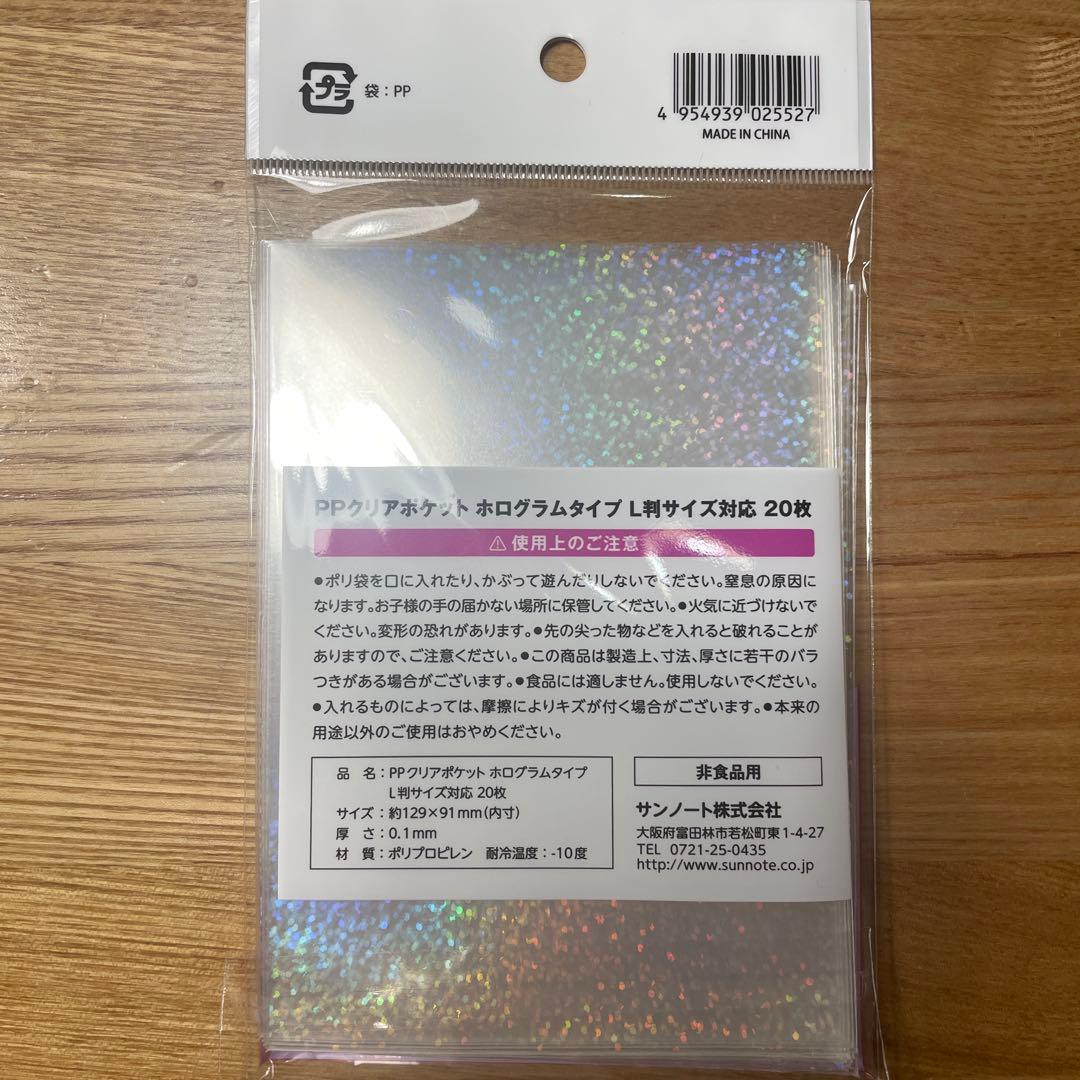 プラ 袋：PP
4 954939 025527
MADE IN CHINA
PPクリアポケット ホログラムタイプ L判サイズ対応 20枚
⚠使用上のご注意
●ポリ袋を口に入れたり、かぶって遊んだりしないでください。窒息の原因に
なります。お子様の手の届かない場所に保管してください。●火気に近づけないで
ください。変形の恐れがあります。●先の尖った物などを入れると破れることが
ありますので、ご注意ください。●この商品は製造上、寸法、厚さに若干のバラ
つきがある場合がございます。●食品には適しません。使用しないでください。
●入れるものによっては、摩擦によりキズが付く場合がございます。●本来の
用途以外のご使用はおやめください。
品 名：PPクリアポケット ホログラムタイプ
L判サイズ対応 20枚
サイズ：約129×91mm（内寸）
厚 さ：0.1mm
材 質：ポリプロピレン 耐冷温度：-10度
非食品用
サンノート株式会社
大阪府富田林市若松町東1-4-27
TEL 0721-25-0435
http://www.sunnote.co.jp